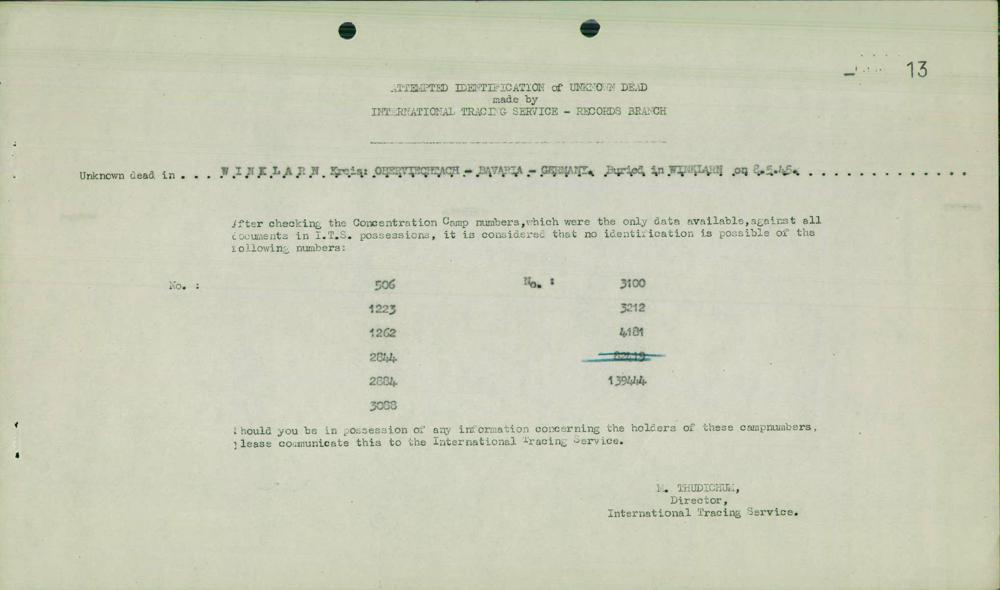 13
ATTEMPTED IDENTIFICATION of UNKNOWN DEAD
made by
INTERNATIONAL TRACING SERVICE - RECORDS BRANCH
Unknown dead in . . . W I N K L A R N Kreis: OBERVIECHTACH - BAVARIA - GERMANY. Buried in WINKLARN on
After checking the Concentration Camp numbers,which were the only data available,against all
documents in I.T.S. possessions, it is considered that no identification is possible of the
following numbers:
No. : 506 No. : 3100
1223 3212
1262 4181
2844
2884 139444
3088
Should you be in possession of any information concerning the holders of these campnumbers,
please communicate this to the International Tracing Service.
M. THUDICHUM,
Director,
International Tracing Service.